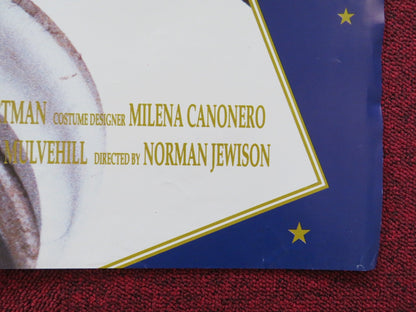 TMAN COSTUME DESIGNER MILENA CANONERO
MULVEHILL DIRECTED BY NORMAN JEWISON